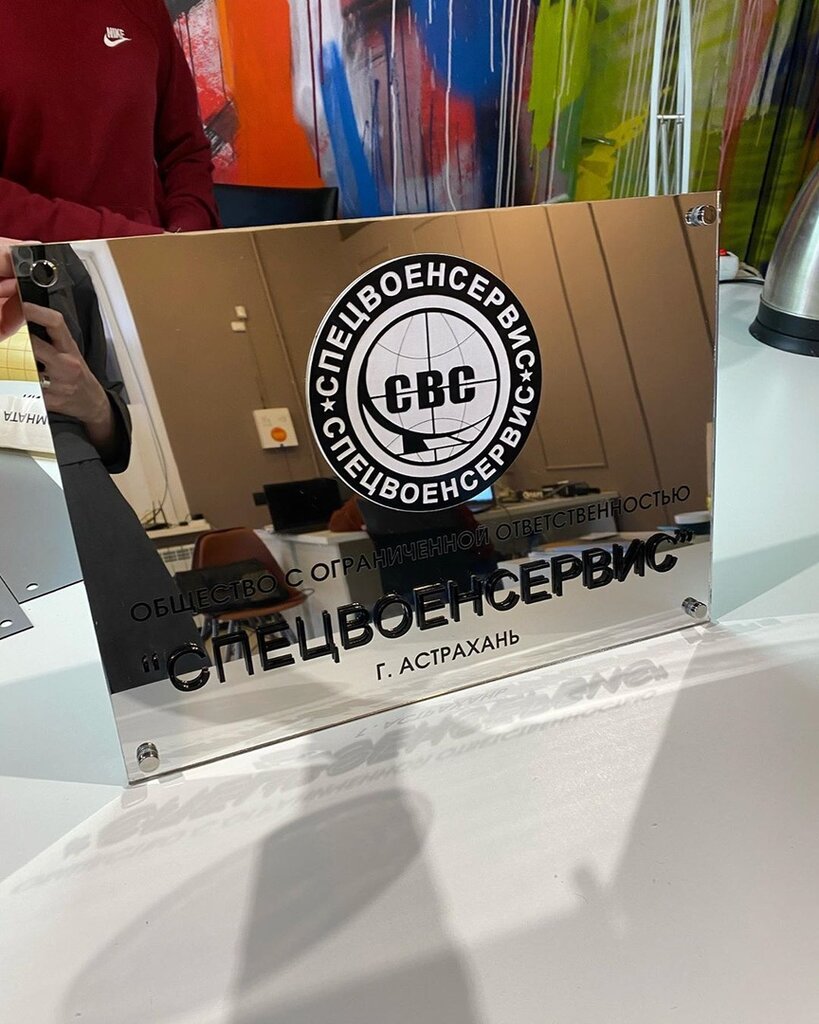 NIKE
СПЕЦВОЕНСЕРВИС
СВС
СПЕЦВОЕНСЕРВИС
ОБЩЕСТВО С ОГРАНИЧЕННОЙ ОТВЕТСТВЕННОСТЬЮ
"СПЕЦВОЕНСЕРВИС"
Г. АСТРАХАНЬ